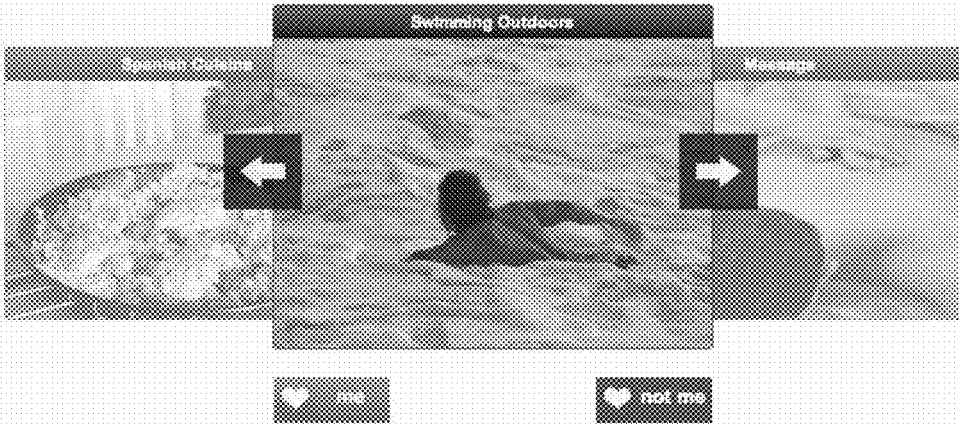 Swimming Outdoors
Spanish Cuisine
Massage
me
not me